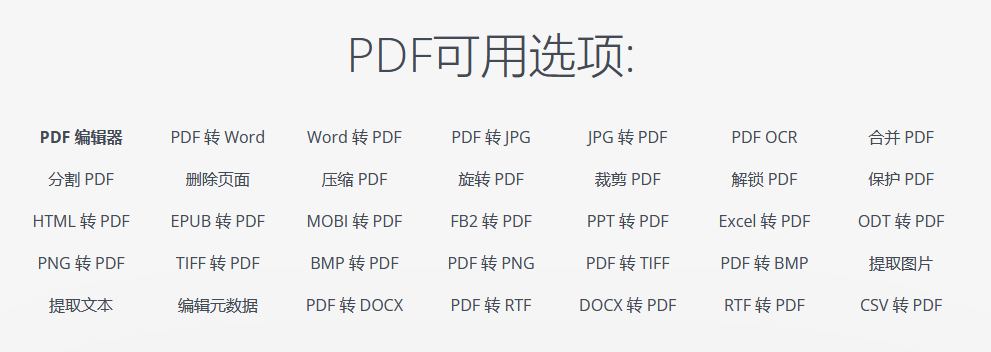 PDF可用选项:
PDF 编辑器 PDF 转 Word Word 转 PDF PDF 转 JPG JPG 转 PDF PDF OCR 合并 PDF
分割 PDF 删除页面 压缩 PDF 旋转 PDF 裁剪 PDF 解锁 PDF 保护 PDF
HTML 转 PDF EPUB 转 PDF MOBI 转 PDF FB2 转 PDF PPT 转 PDF Excel 转 PDF ODT 转 PDF
PNG 转 PDF TIFF 转 PDF BMP 转 PDF PDF 转 PNG PDF 转 TIFF PDF 转 BMP 提取图片
提取文本 编辑元数据 PDF 转 DOCX PDF 转 RTF DOCX 转 PDF RTF 转 PDF CSV 转 PDF